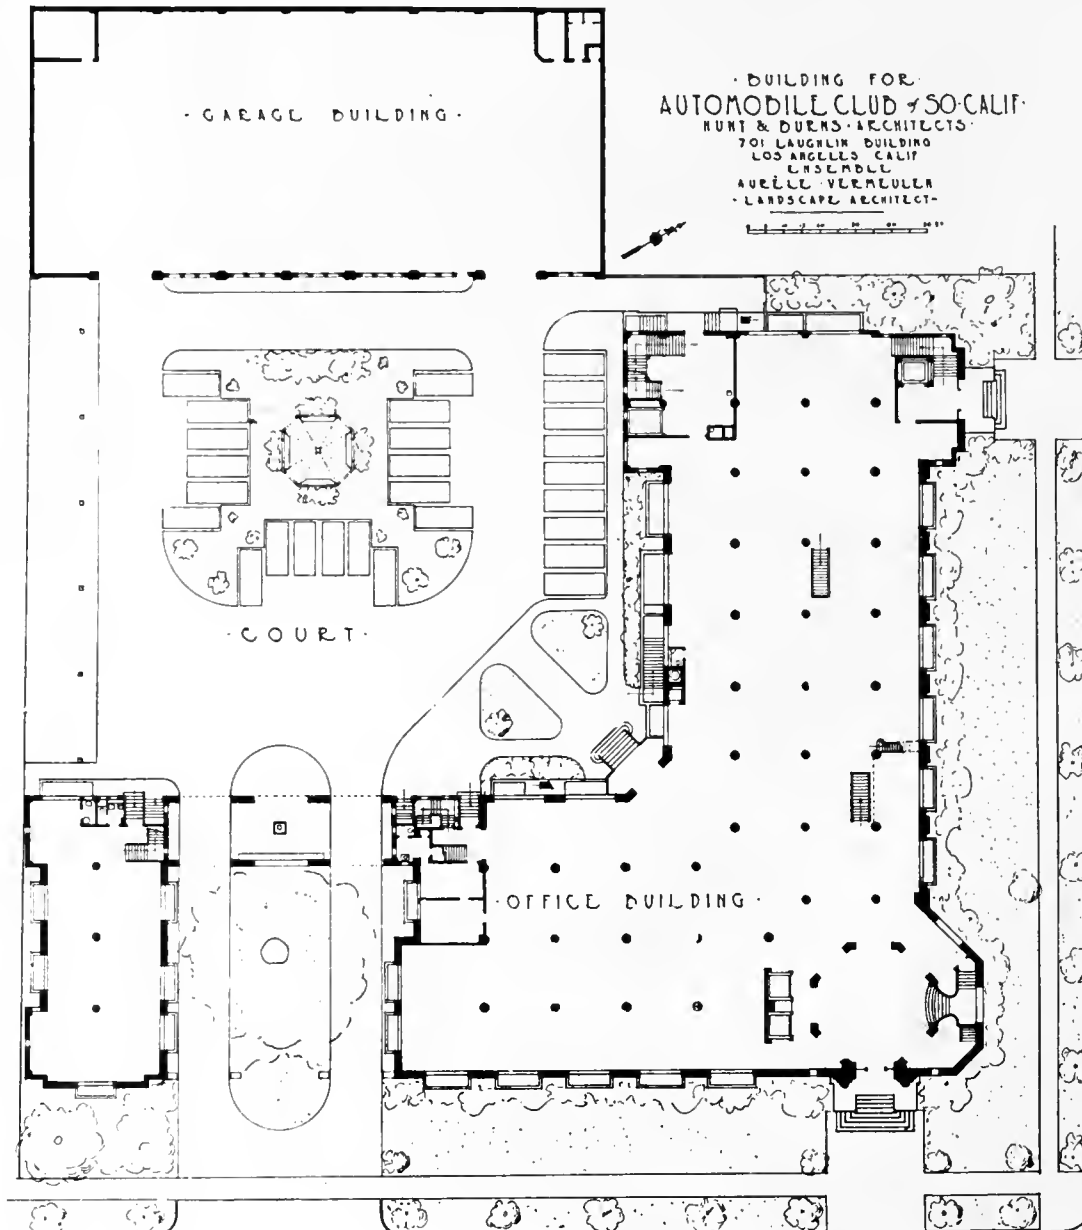 · GARAGE BUILDING ·
· BUILDING FOR ·
AUTOMOBILE CLUB of SO·CALIF·
HUNT & BURNS · ARCHITECTS ·
701 LAUGHLIN BUILDING
LOS ANGELES CALIF
ENSEMBLE
AURÈLE · VERMEULEN
- LANDSCAPE ARCHITECT -
· COURT ·
· OFFICE BUILDING ·